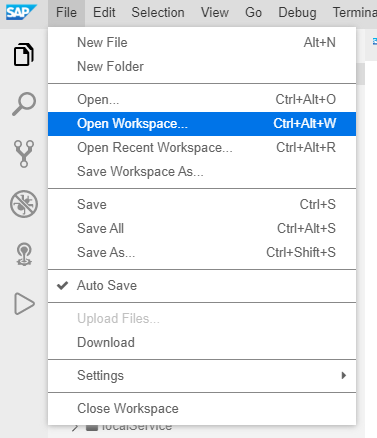 SAP File Edit Selection View Go Debug Termina
New File Alt+N
New Folder
Open... Ctrl+Alt+O
Open Workspace... Ctrl+Alt+W
Open Recent Workspace... Ctrl+Alt+R
Save Workspace As...
Save Ctrl+S
Save All Ctrl+Alt+S
Save As... Ctrl+Shift+S
Auto Save
Upload Files...
Download
Settings
Close Workspace
localService